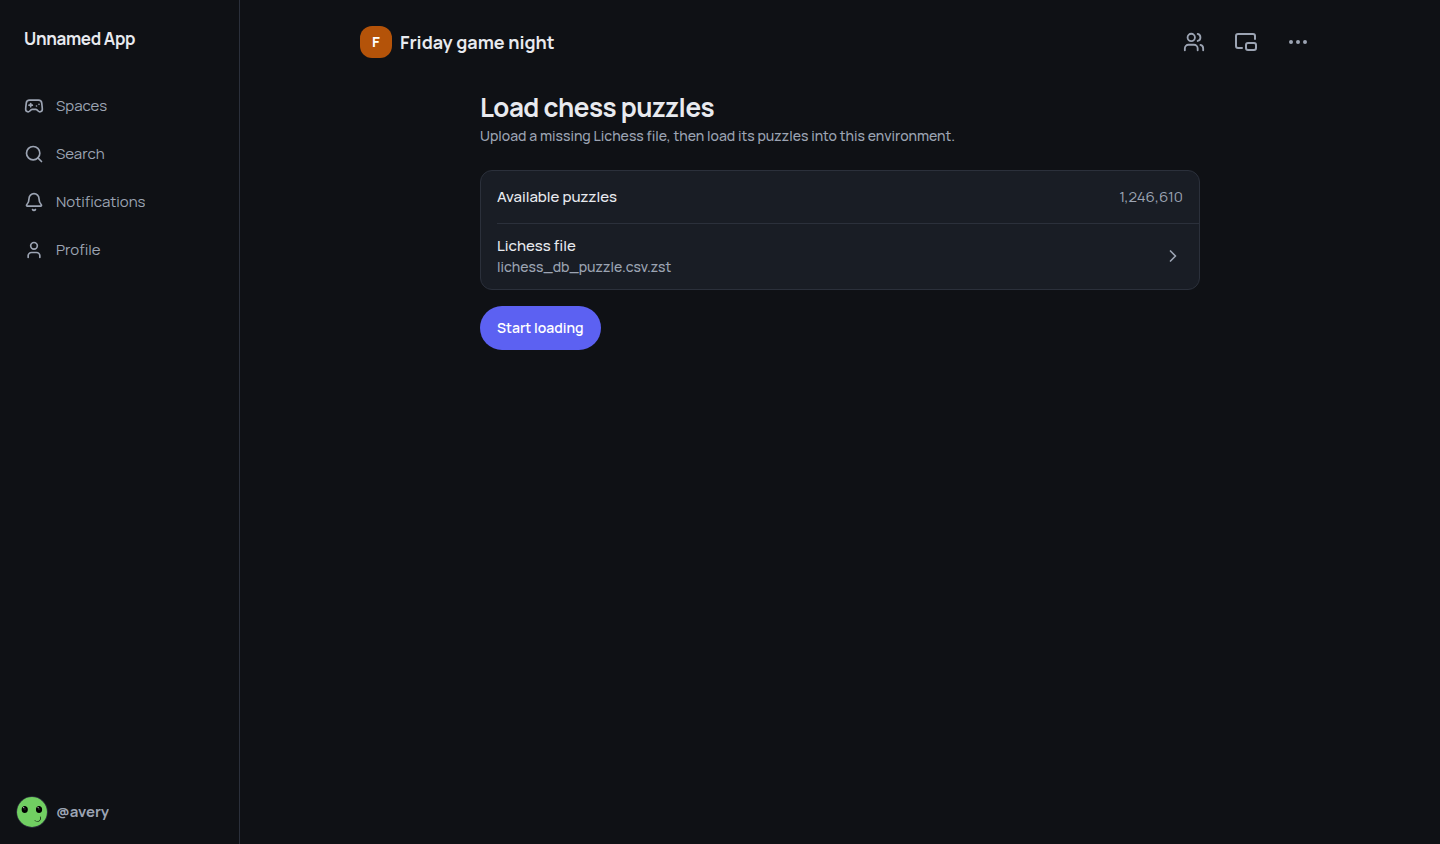 Unnamed App
Spaces
Search
Notifications
Profile
@avery
F
Friday game night
Load chess puzzles
Upload a missing Lichess file, then load its puzzles into this environment.
Available puzzles
1,246,610
Lichess file
lichess_db_puzzle.csv.zst
Start loading